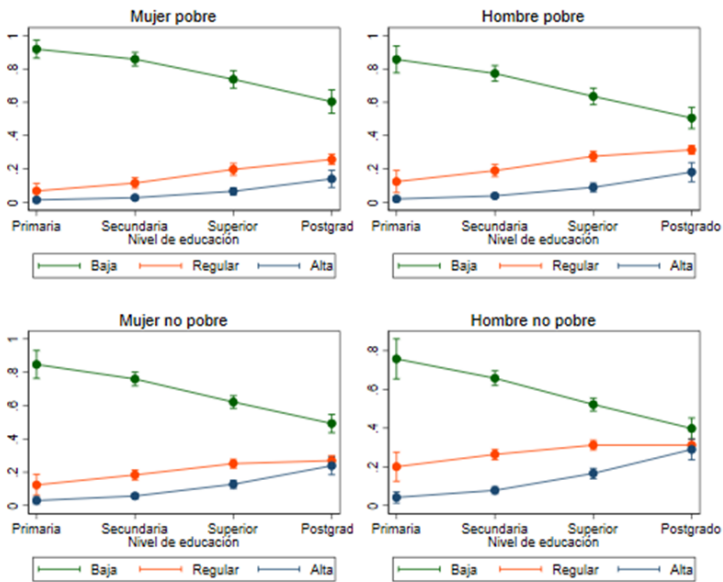 Mujer pobre
1
.8
.6
.4
.2
0
Primaria Secundaria Superior Postgrado
Nivel de educación
Baja Regular Alta
Hombre pobre
1
.8
.6
.4
.2
0
Primaria Secundaria Superior Postgrado
Nivel de educación
Baja Regular Alta
Mujer no pobre
1
.8
.6
.4
.2
0
Primaria Secundaria Superior Postgrado
Nivel de educación
Baja Regular Alta
Hombre no pobre
.8
.6
.4
.2
0
Primaria Secundaria Superior Postgrado
Nivel de educación
Baja Regular Alta